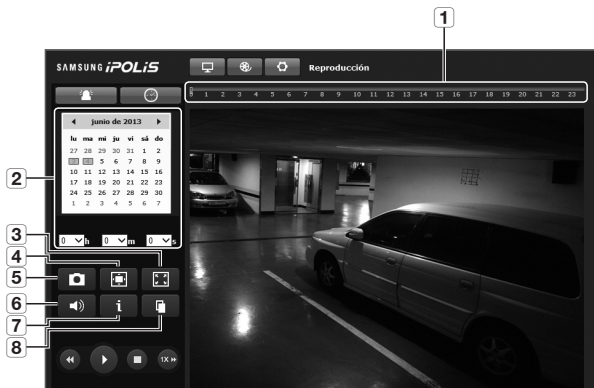 1
SAMSUNG iPOLiS
Reproducción
0 1 2 3 4 5 6 7 8 9 10 11 12 13 14 15 16 17 18 19 20 21 22 23
junio de 2013
lu ma mi ju vi sá do
27 28 29 30 31 1 2
3 4 5 6 7 8 9
10 11 12 13 14 15 16
17 18 19 20 21 22 23
24 25 26 27 28 29 30
1 2 3 4 5 6 7
2
0 h 0 m 0 s
3
4
5
6
i
7
8
1X